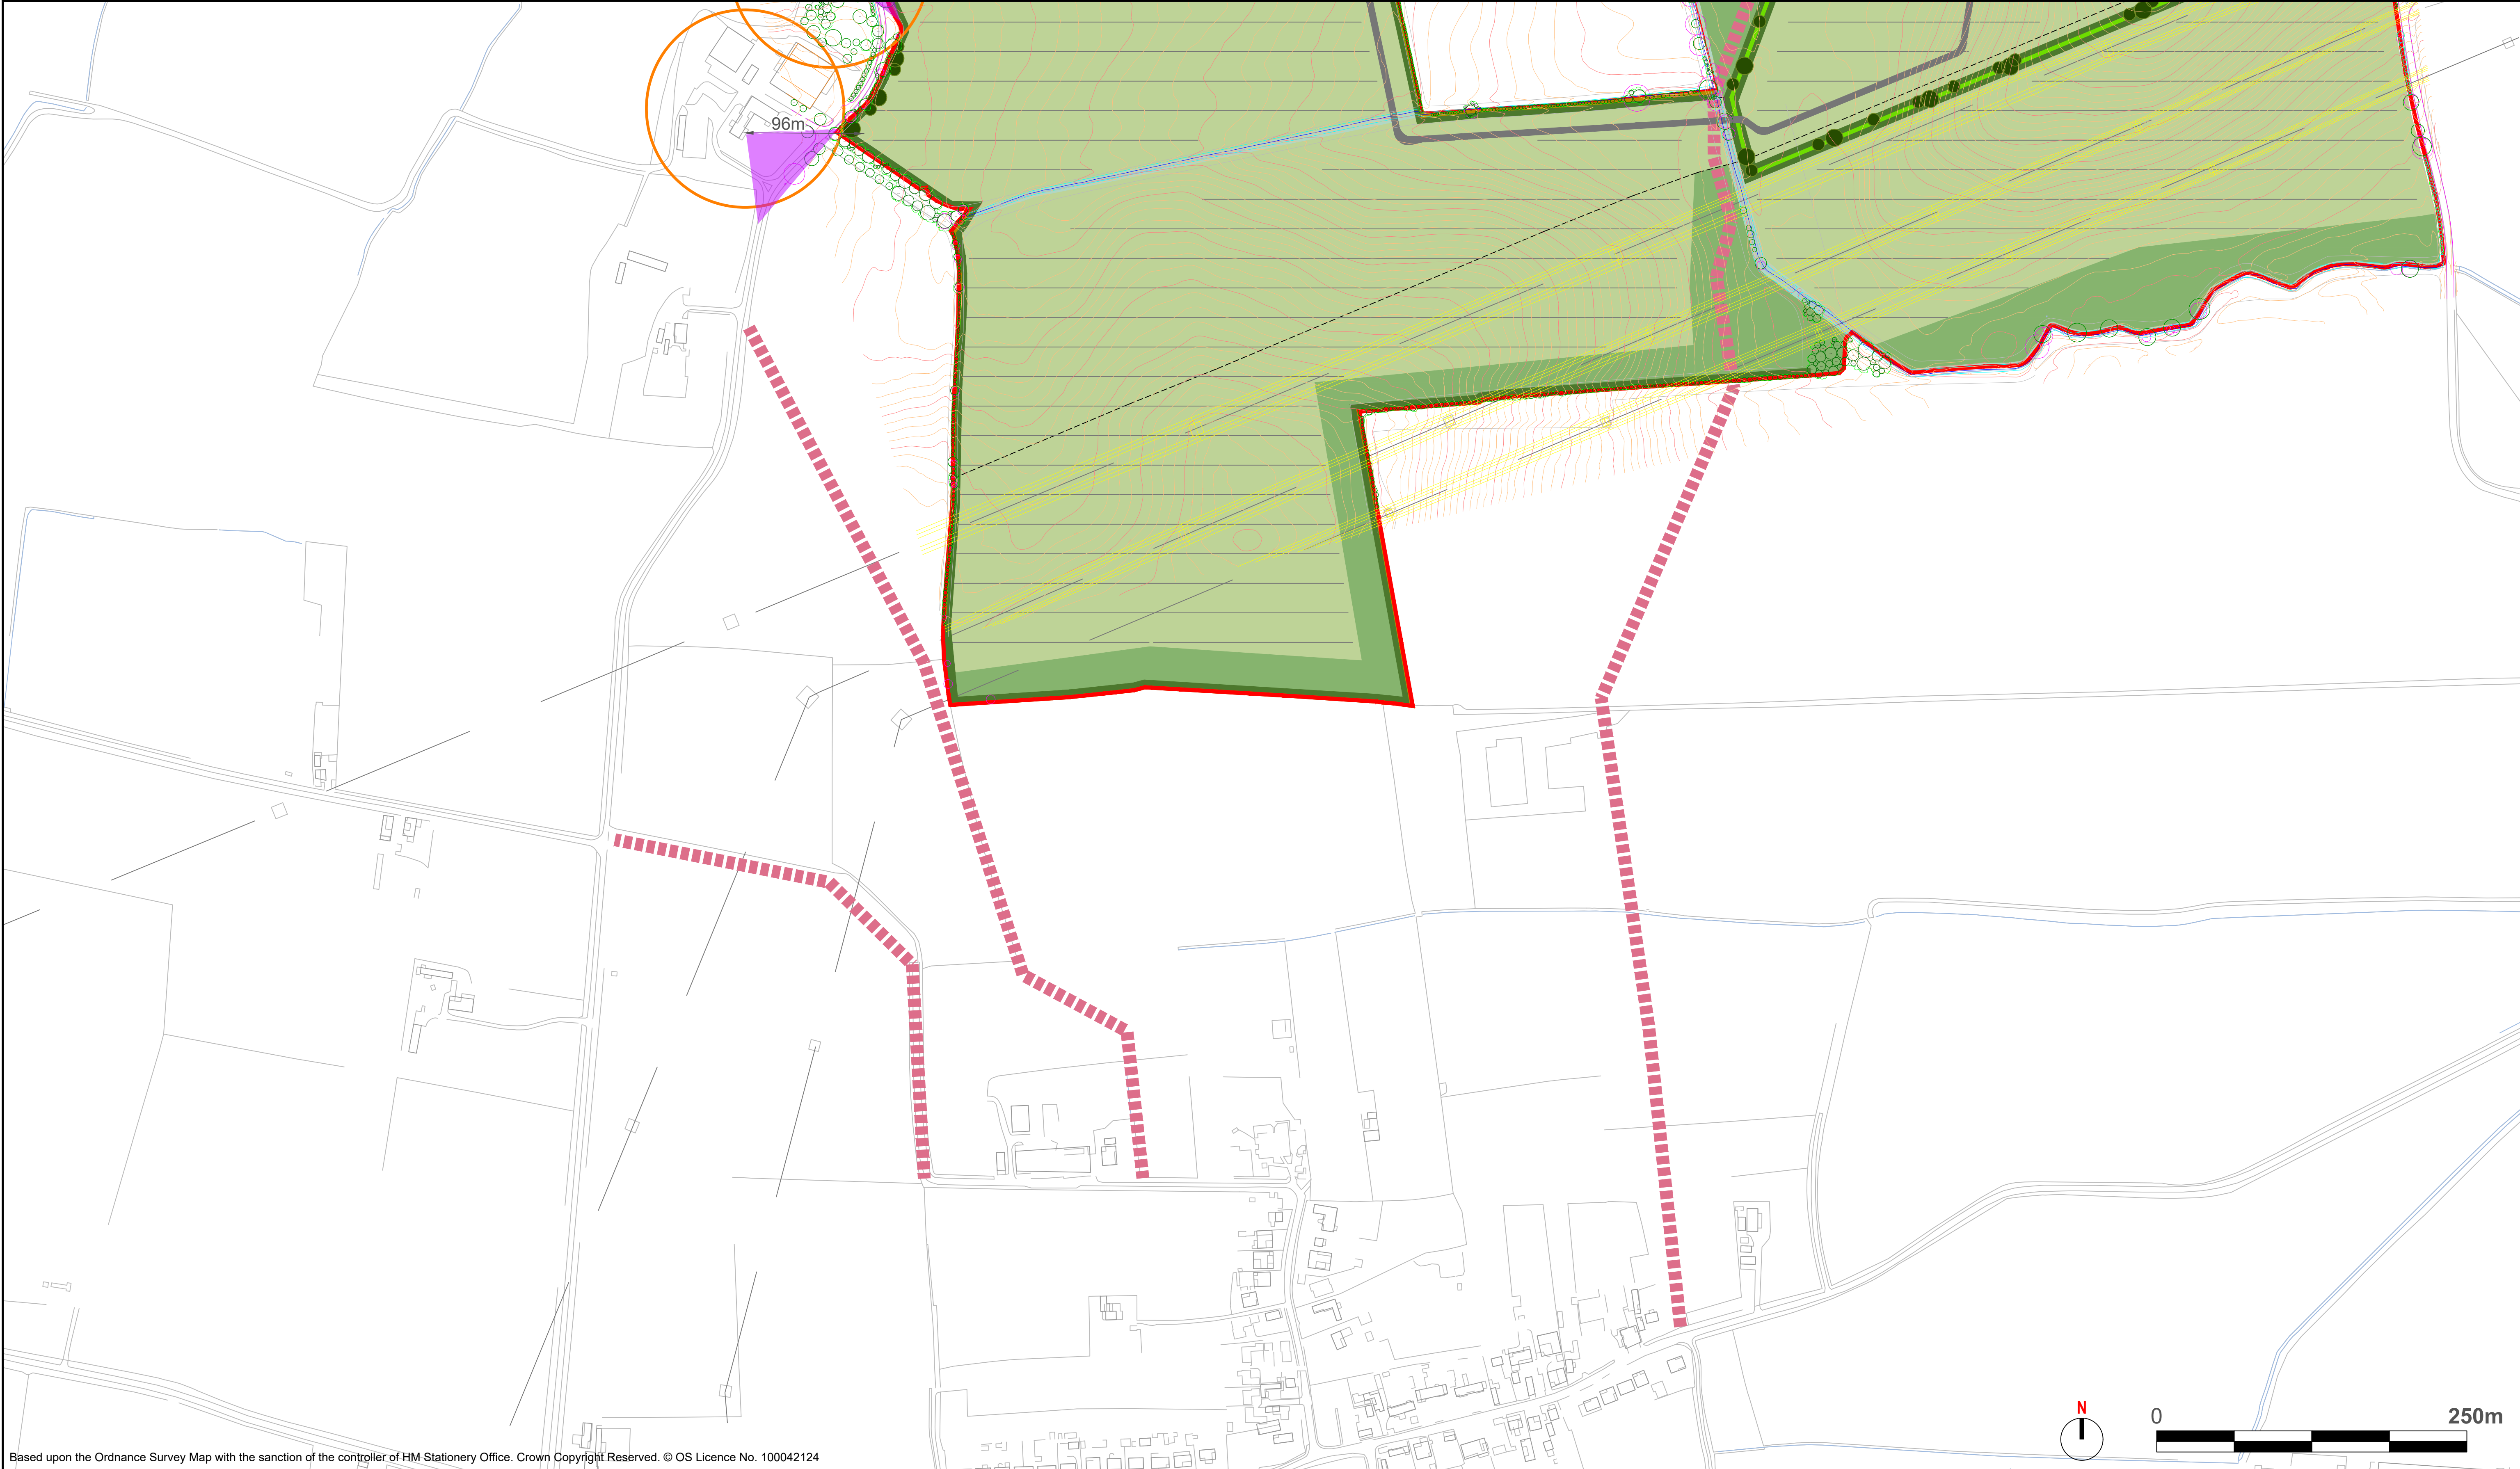 96m
N
0 250m
Based upon the Ordnance Survey Map with the sanction of the controller of HM Stationery Office. Crown Copyright Reserved. © OS Licence No. 100042124